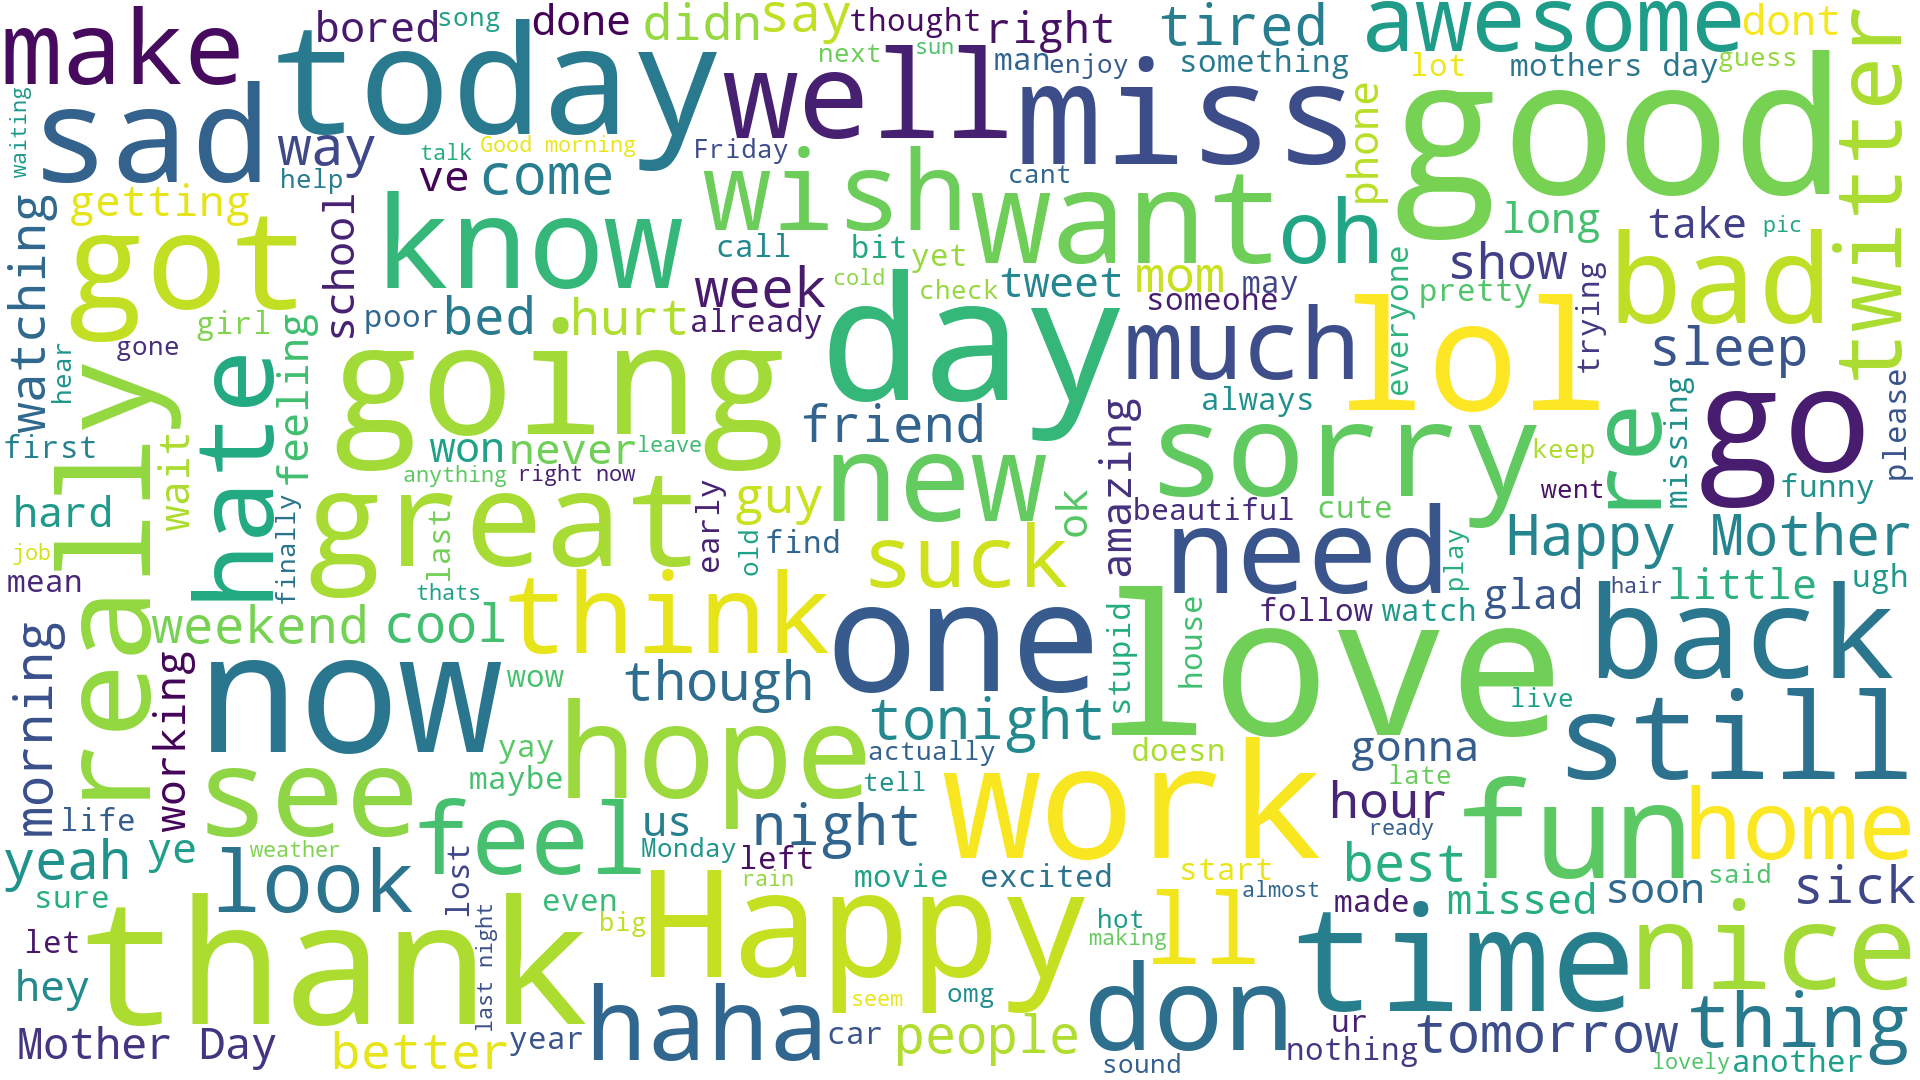 make
bored
song
done
didn
say
thought
right
tired
awesome
dont
twitter
today
well
next
sun
man
enjoy
something
lot
mothers day
guess
waiting
sad
way
talk
Good morning
Friday
miss
phone
good
help
ve
come
wish
cant
want
oh
long
take
pic
getting
got
school
know
call
bit
yet
everyone
show
bad
watching
week
cold
check
tweet
mom
may
someone
pretty
trying
girl
poor
bed
hurt
already
day
much
lol
sleep
gone
hear
hate
feeling
going
friend
always
re
missing
go
please
first
really
wait
won
never
leave
new
amazing
sorry
keep
anything
right now
hard
finally
great
last
early
guy
old
find
ok
beautiful
cute
went
funny
job
mean
thats
think
suck
need
play
Happy Mother
weekend
cool
one
stupid
house
follow
watch
glad
hair
little
ugh
morning
working
now
wow
though
love
live
back
yay
hope
tonight
actually
doesn
gonna
still
see
maybe
tell
work
late
hour
life
feel
us
night
ready
fun
home
yeah
ye
weather
look
lost
Monday
left
rain
movie
excited
start
almost
best
missed
soon
said
sick
sure
even
big
Happy
hot
making
ll
made
let
thank
last night
time
nice
hey
haha
seem
omg
don
thing
Mother Day
better
year
car
people
sound
ur
nothing
tomorrow
lovely
another